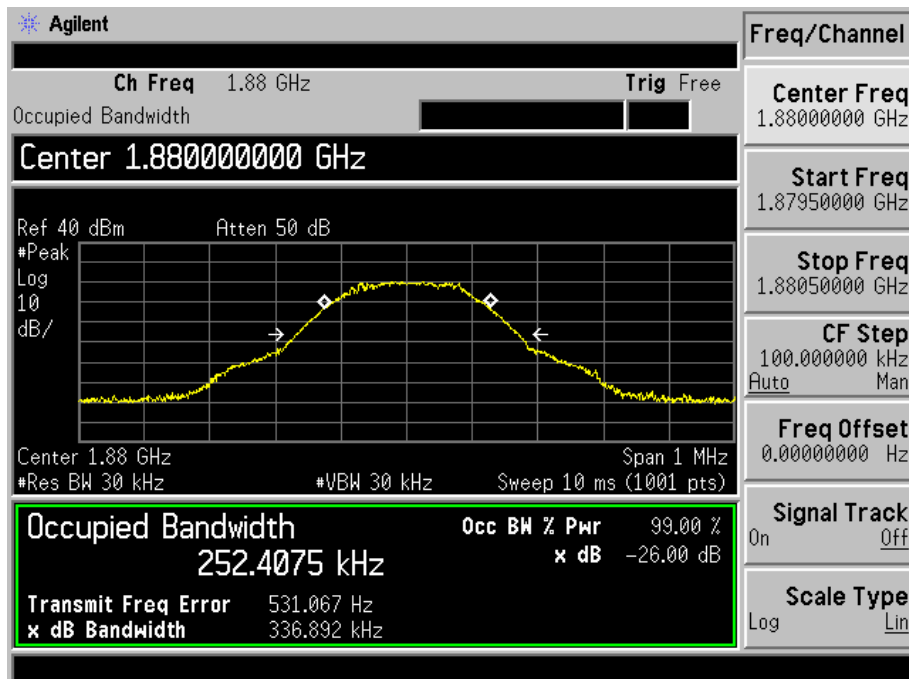 Agilent
Freq/Channel
Ch Freq 1.88 GHz Trig Free
Occupied Bandwidth
Center 1.880000000 GHz
Ref 40 dBm Atten 50 dB
#Peak
Log
10
dB/
Center 1.88 GHz Span 1 MHz
#Res BW 30 kHz #VBW 30 kHz Sweep 10 ms (1001 pts)
Occupied Bandwidth Occ BW % Pwr 99.00 %
252.4075 kHz x dB -26.00 dB
Transmit Freq Error 531.067 Hz
x dB Bandwidth 336.892 kHz
Center Freq
1.88000000 GHz
Start Freq
1.87950000 GHz
Stop Freq
1.88050000 GHz
CF Step
100.000000 kHz
Auto Man
Freq Offset
0.00000000 Hz
Signal Track
On Off
Scale Type
Log Lin